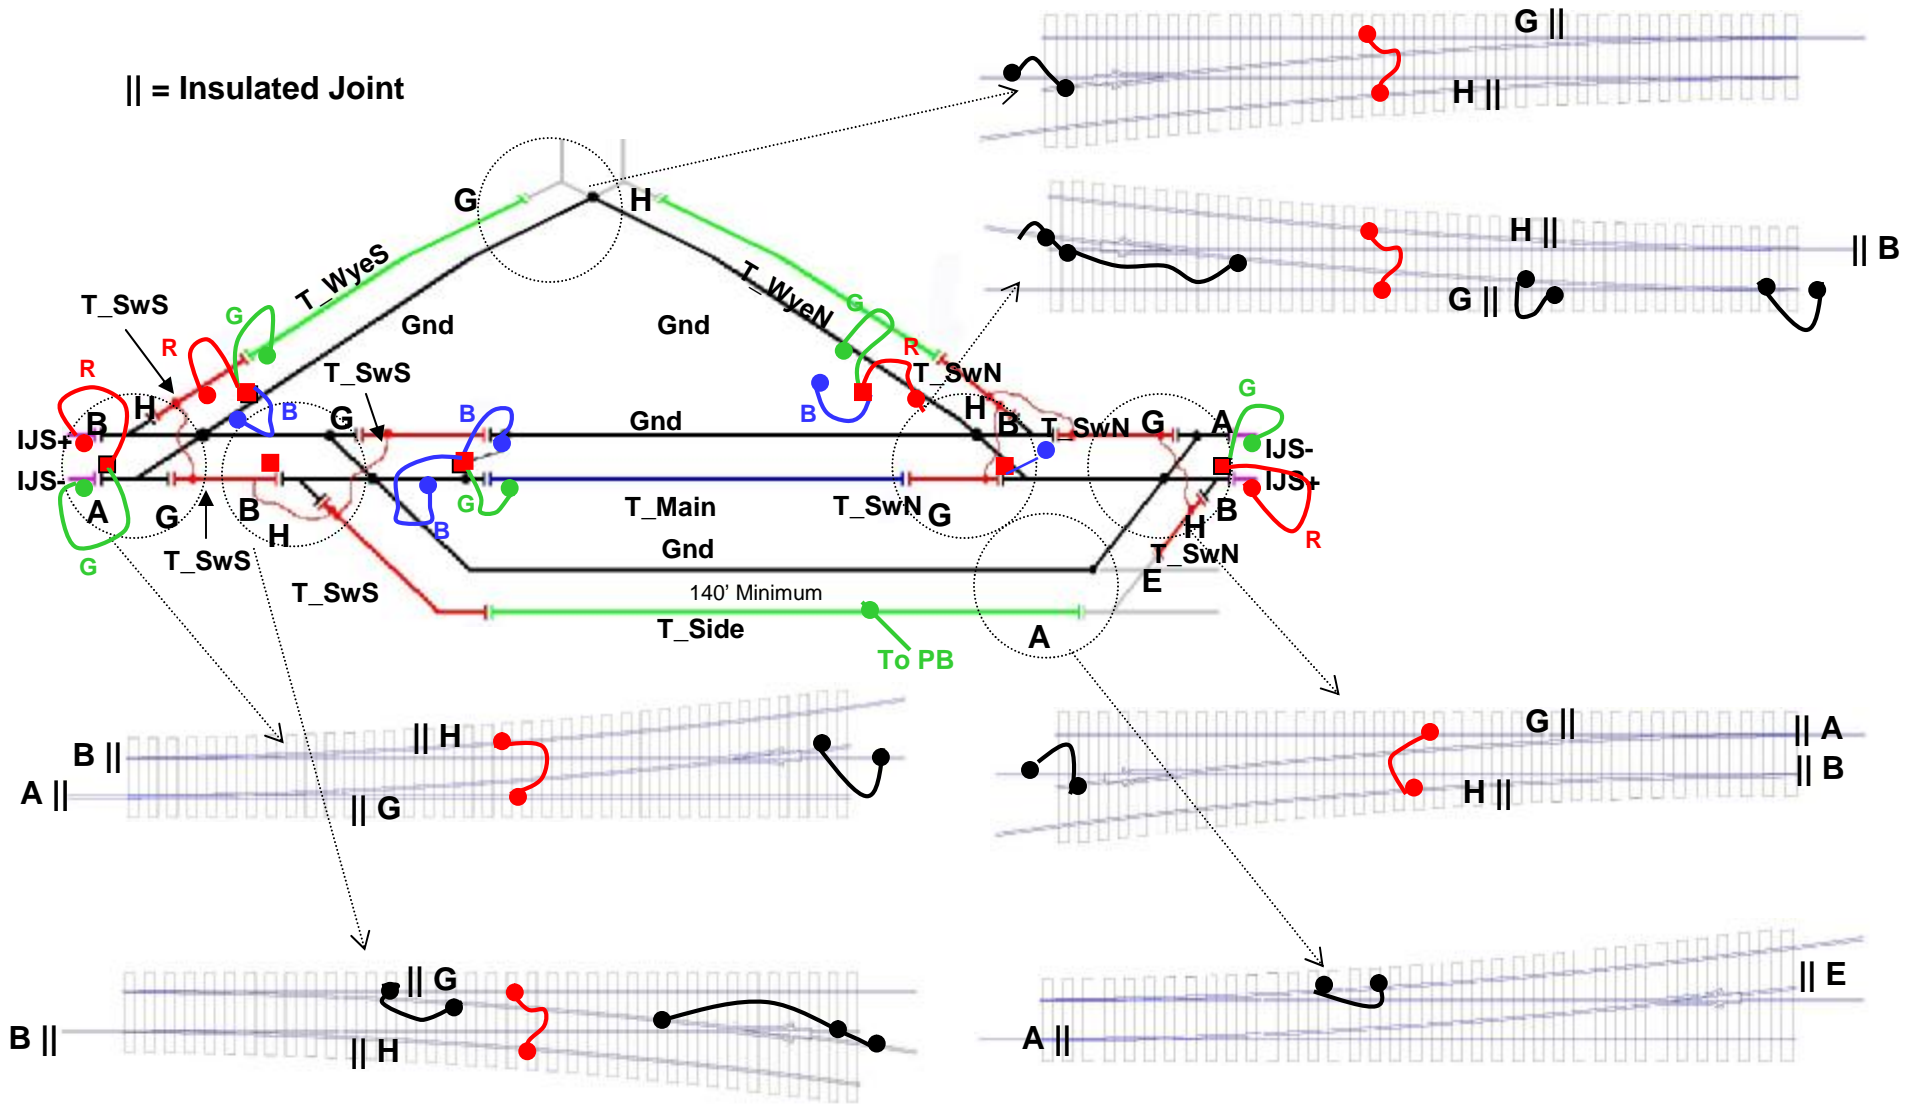 G ||
|| = Insulated Joint
H ||
G
H
H ||
|| B
T_WyeS
T_WyeN
G ||
T_SwS
G
G
Gnd
Gnd
R
R
T_SwS
T_SwN
R
G
B
H
B
G
B
B
H
B
T_SwN
G
A
IJS+
Gnd
IJS-
IJS-
IJS+
A
G
B
H
G
B
T_Main
T_SwN
G
B
H
R
T_SwS
Gnd
T_SwN
G
E
T_SwS
140' Minimum
T_Side
A
To PB
B ||
|| H
G ||
|| A
|| B
A ||
|| G
H ||
|| G
|| E
B ||
|| H
A ||